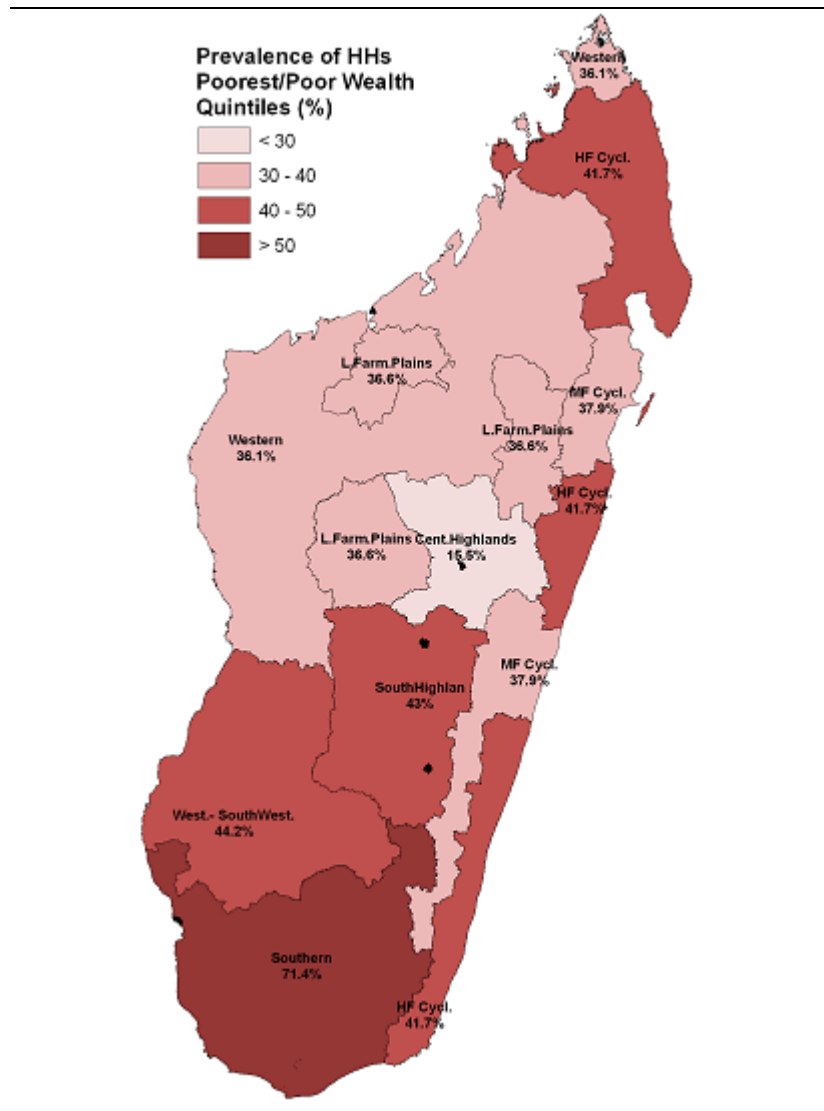 Prevalence of HHs
Poorest/Poor Wealth
Quintiles (%)
< 30
30 - 40
40 - 50
> 50
Western
36.1%
HF Cycl.
41.7%
L.Farm.Plains
36.6%
MF Cycl.
37.9%
L.Farm.Plains
36.6%
Western
36.1%
HF Cycl.
41.7%
L.Farm.Plains
36.6%
Cent.Highlands
15.5%
MF Cycl.
37.9%
SouthHighlan
43%
West.- SouthWest.
44.2%
Southern
71.4%
HF Cycl.
41.7%